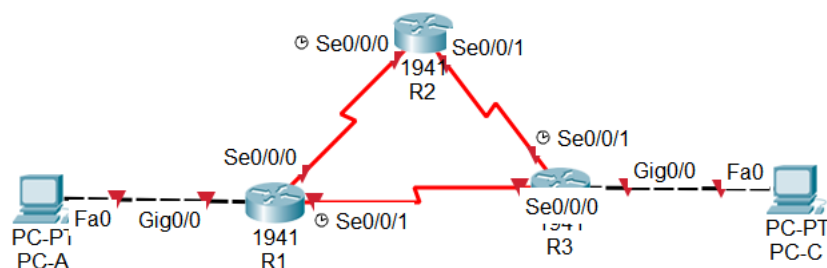 Se0/0/0
Se0/0/1
1941
R2
Se0/0/1
Se0/0/0
Gig0/0
Fa0
Fa0
Gig0/0
Se0/0/1
Se0/0/0
PC-PT
PC-A
1941
R1
1941
R3
PC-PT
PC-C